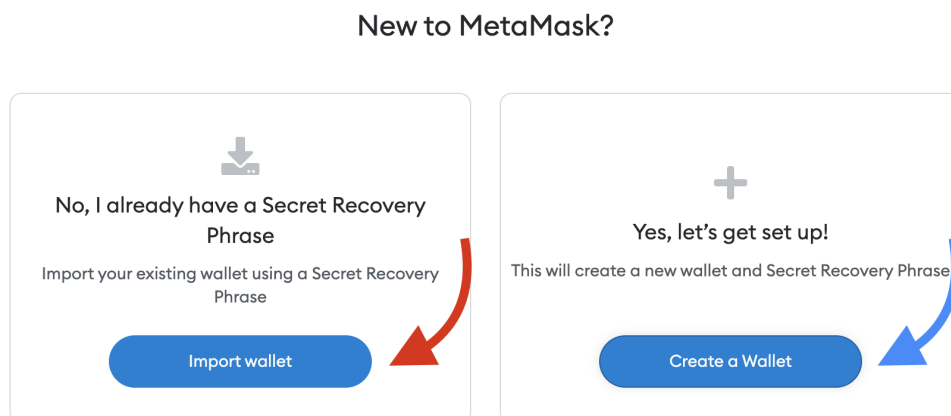 New to MetaMask?
No, I already have a Secret Recovery
Phrase
Import your existing wallet using a Secret Recovery
Phrase
Import wallet
Yes, let’s get set up!
This will create a new wallet and Secret Recovery Phrase
Create a Wallet